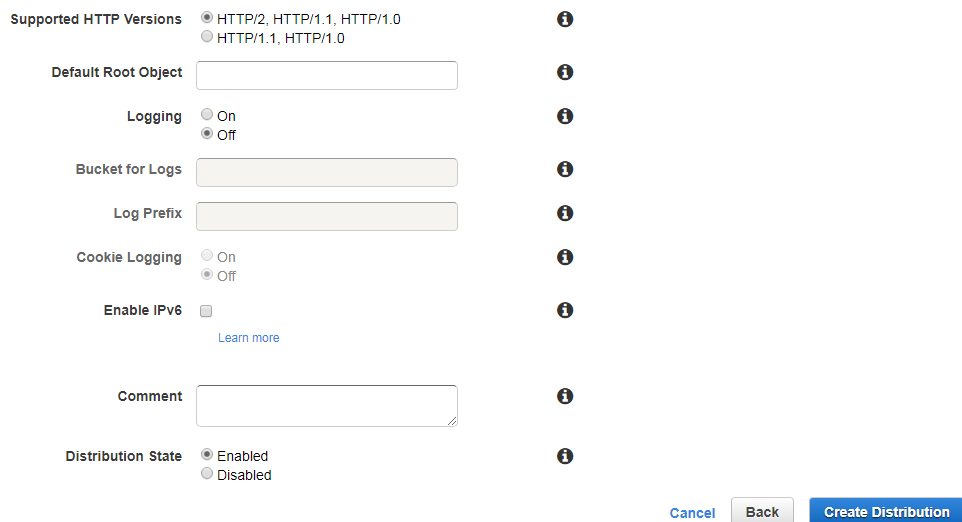 Supported HTTP Versions
HTTP/2, HTTP/1.1, HTTP/1.0
HTTP/1.1, HTTP/1.0
Default Root Object
Logging
On
Off
Bucket for Logs
Log Prefix
Cookie Logging
On
Off
Enable IPv6
Learn more
Comment
Distribution State
Enabled
Disabled
Cancel
Back
Create Distribution